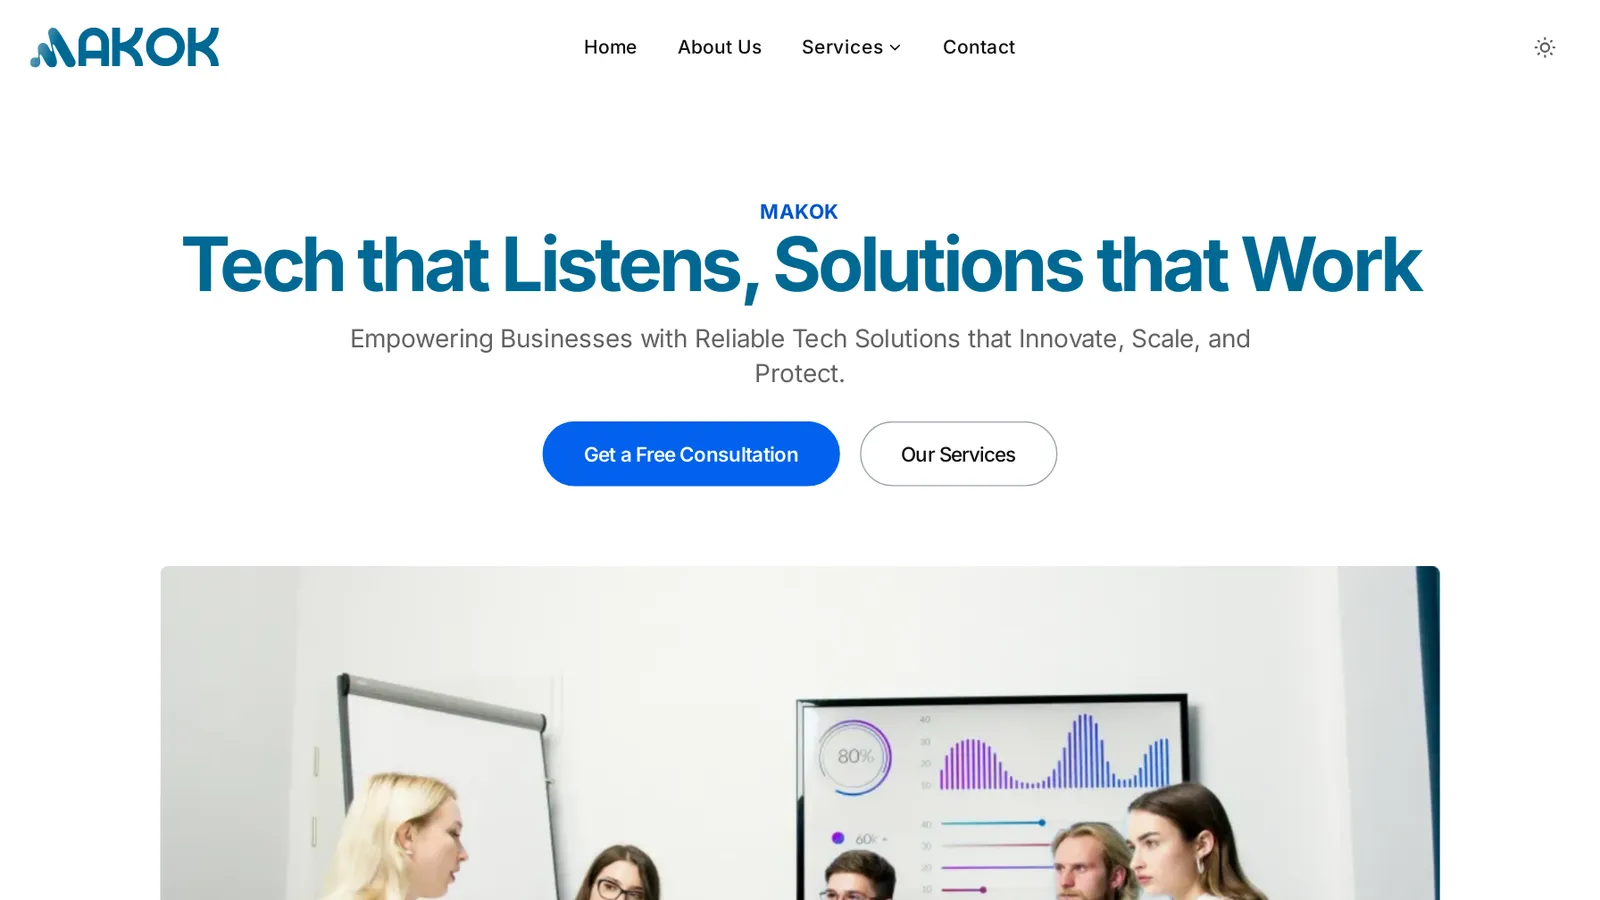 MAKOK
Home
About Us
Services
Contact
MAKOK
Tech that Listens, Solutions that Work
Empowering Businesses with Reliable Tech Solutions that Innovate, Scale, and
Protect.
Get a Free Consultation
Our Services
80%
40
30
20
10
60k
40
30
20
10